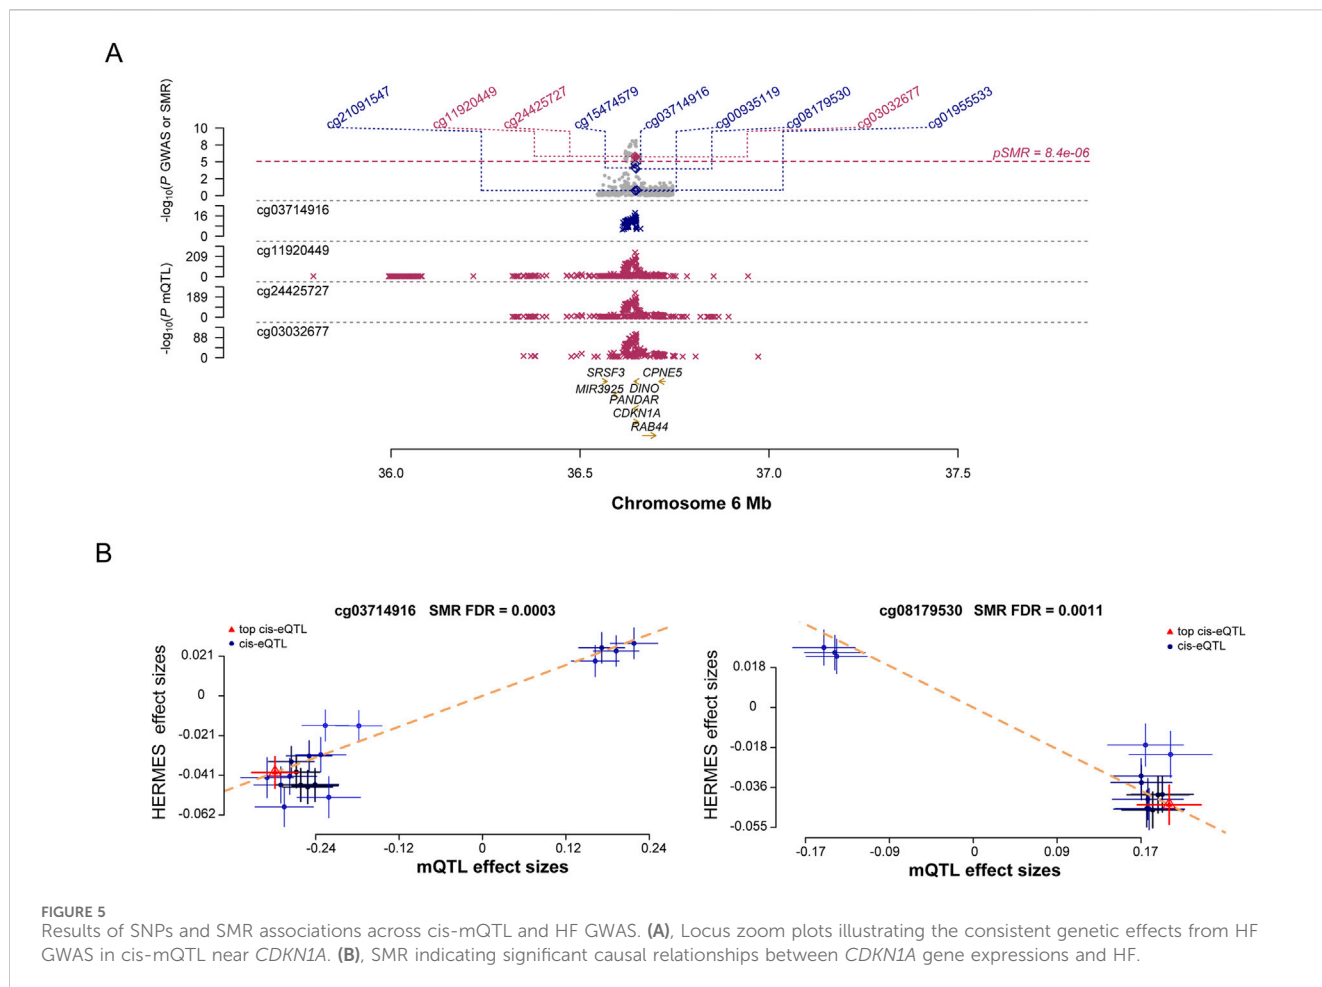 A
cg21091547
cg11920449
cg24425727
cg15474579
cg03714916
cg00935119
cg08179530
cg03032677
cg01955533
-log10(P GWAS or SMR)
10
8
5
2
0
pSMR = 8.4e-06
cg03714916
16
0
cg11920449
209
0
-log10(P mQTL)
cg24425727
189
0
cg03032677
88
0
SRSF3 CPNE5
MIR3925 DINO
PANDAR
CDKN1A
RAB44
36.0 36.5 37.0 37.5
Chromosome 6 Mb
B
cg03714916 SMR FDR = 0.0003
top cis-eQTL
cis-eQTL
HERMES effect sizes
0.021
0
-0.021
-0.041
-0.062
-0.24 -0.12 0 0.12 0.24
mQTL effect sizes
cg08179530 SMR FDR = 0.0011
top cis-eQTL
cis-eQTL
HERMES effect sizes
0.018
0
-0.018
-0.036
-0.055
-0.17 -0.09 0 0.09 0.17
mQTL effect sizes
FIGURE 5
Results of SNPs and SMR associations across cis-mQTL and HF GWAS. (A), Locus zoom plots illustrating the consistent genetic effects from HF
GWAS in cis-mQTL near CDKN1A. (B), SMR indicating significant causal relationships between CDKN1A gene expressions and HF.